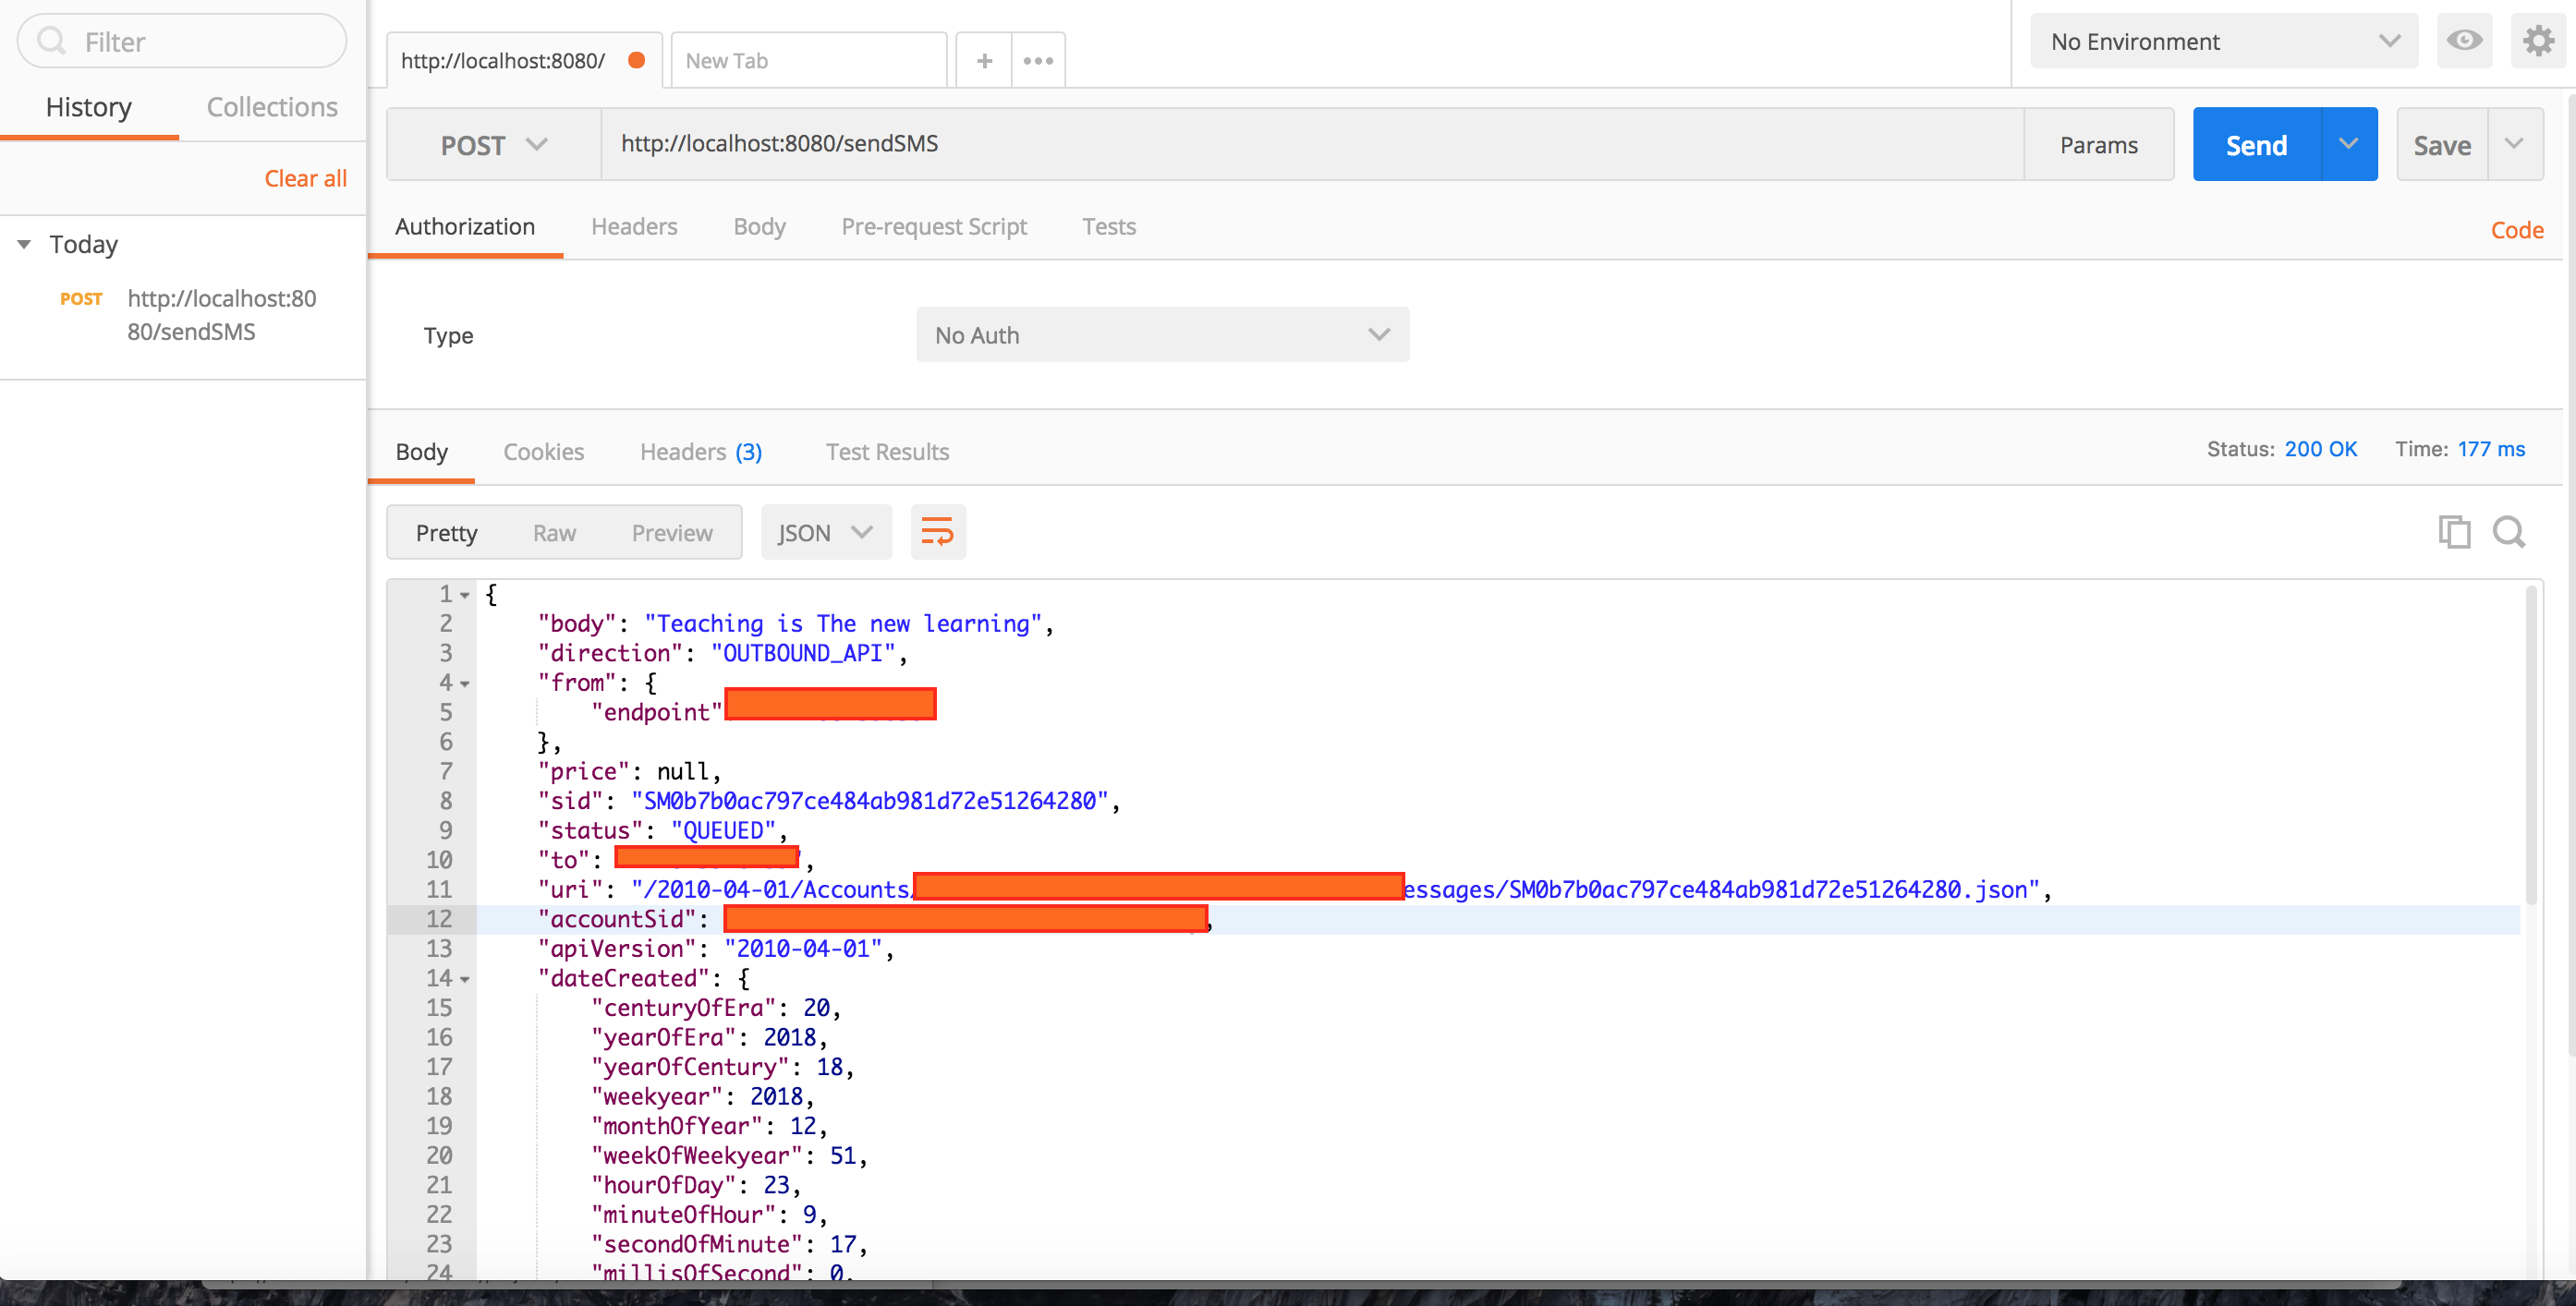 Filter
History
Collections
Clear all
Today
POST http://localhost:80
80/sendSMS
http://localhost:8080/
New Tab
No Environment
POST
http://localhost:8080/sendSMS
Params
Send
Save
Authorization
Headers
Body
Pre-request Script
Tests
Code
Type
No Auth
Body
Cookies
Headers (3)
Test Results
Status: 200 OK
Time: 177 ms
Pretty
Raw
Preview
JSON
1 {
2 "body": "Teaching is The new learning",
3 "direction": "OUTBOUND_API",
4 "from": {
5 "endpoint"
6 },
7 "price": null,
8 "sid": "SM0b7b0ac797ce484ab981d72e51264280",
9 "status": "QUEUED",
10 "to": ",
11 "uri": "/2010-04-01/Accounts/ essages/SM0b7b0ac797ce484ab981d72e51264280.json",
12 "accountSid": ,
13 "apiVersion": "2010-04-01",
14 "dateCreated": {
15 "centuryOfEra": 20,
16 "yearOfEra": 2018,
17 "yearOfCentury": 18,
18 "weekyear": 2018,
19 "monthOfYear": 12,
20 "weekOfWeekyear": 51,
21 "hourOfDay": 23,
22 "minuteOfHour": 9,
23 "secondOfMinute": 17,
24 "millisOfSecond": 0,